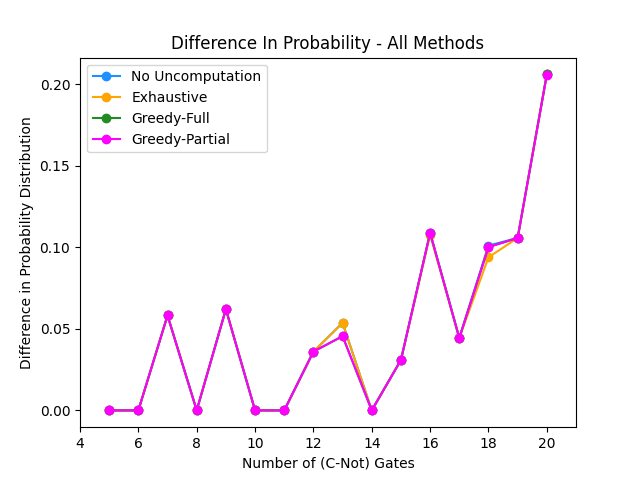 Difference In Probability - All Methods
No Uncomputation
Exhaustive
Greedy-Full
Greedy-Partial
Difference in Probability Distribution
0.20
0.15
0.10
0.05
0.00
4 6 8 10 12 14 16 18 20
Number of (C-Not) Gates